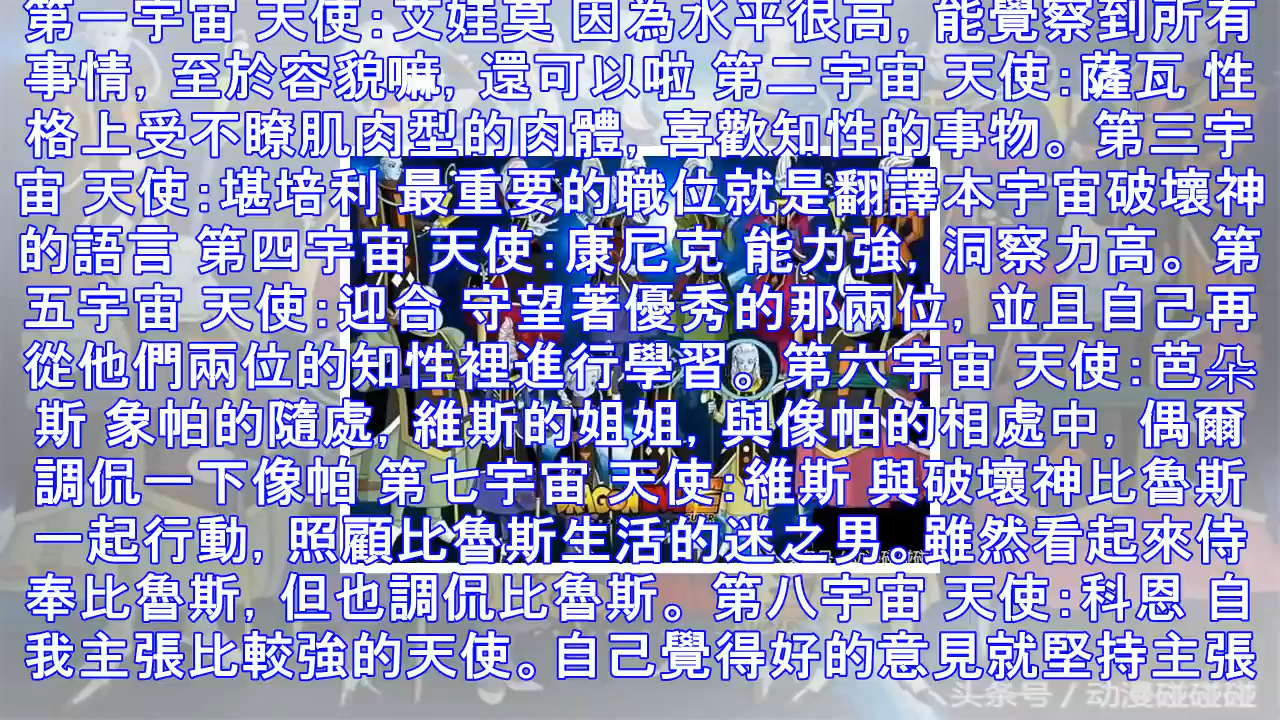 第一宇宙 天使:艾娃莫 因為水平很高, 能覺察到所有
事情, 至於容貌嘛, 還可以啦 第二宇宙 天使:薩瓦 性
格上受不瞭肌肉型的肉體, 喜歡知性的事物。第三宇
宙 天使:堪培利 最重要的職位就是翻譯本宇宙破壞神
的語言 第四宇宙 天使:康尼克 能力強, 洞察力高。第
五宇宙 天使:迎合 守望著優秀的那兩位, 並且自己再
從他們兩位的知性裡進行學習。第六宇宙 天使:芭朵
斯 象帕的隨處, 維斯的姐姐, 與像帕的相處中, 偶爾
調侃一下像帕 第七宇宙 天使:維斯 與破壞神比魯斯
DRAGON
一起行動, 照顧比魯斯生活的迷之男。雖然看起來侍
奉比魯斯, 但也調侃比魯斯。第八宇宙 天使:科恩 自
我主張比較強的天使。自己覺得好的意見就堅持主張
头条号 / 动漫碰碰碰